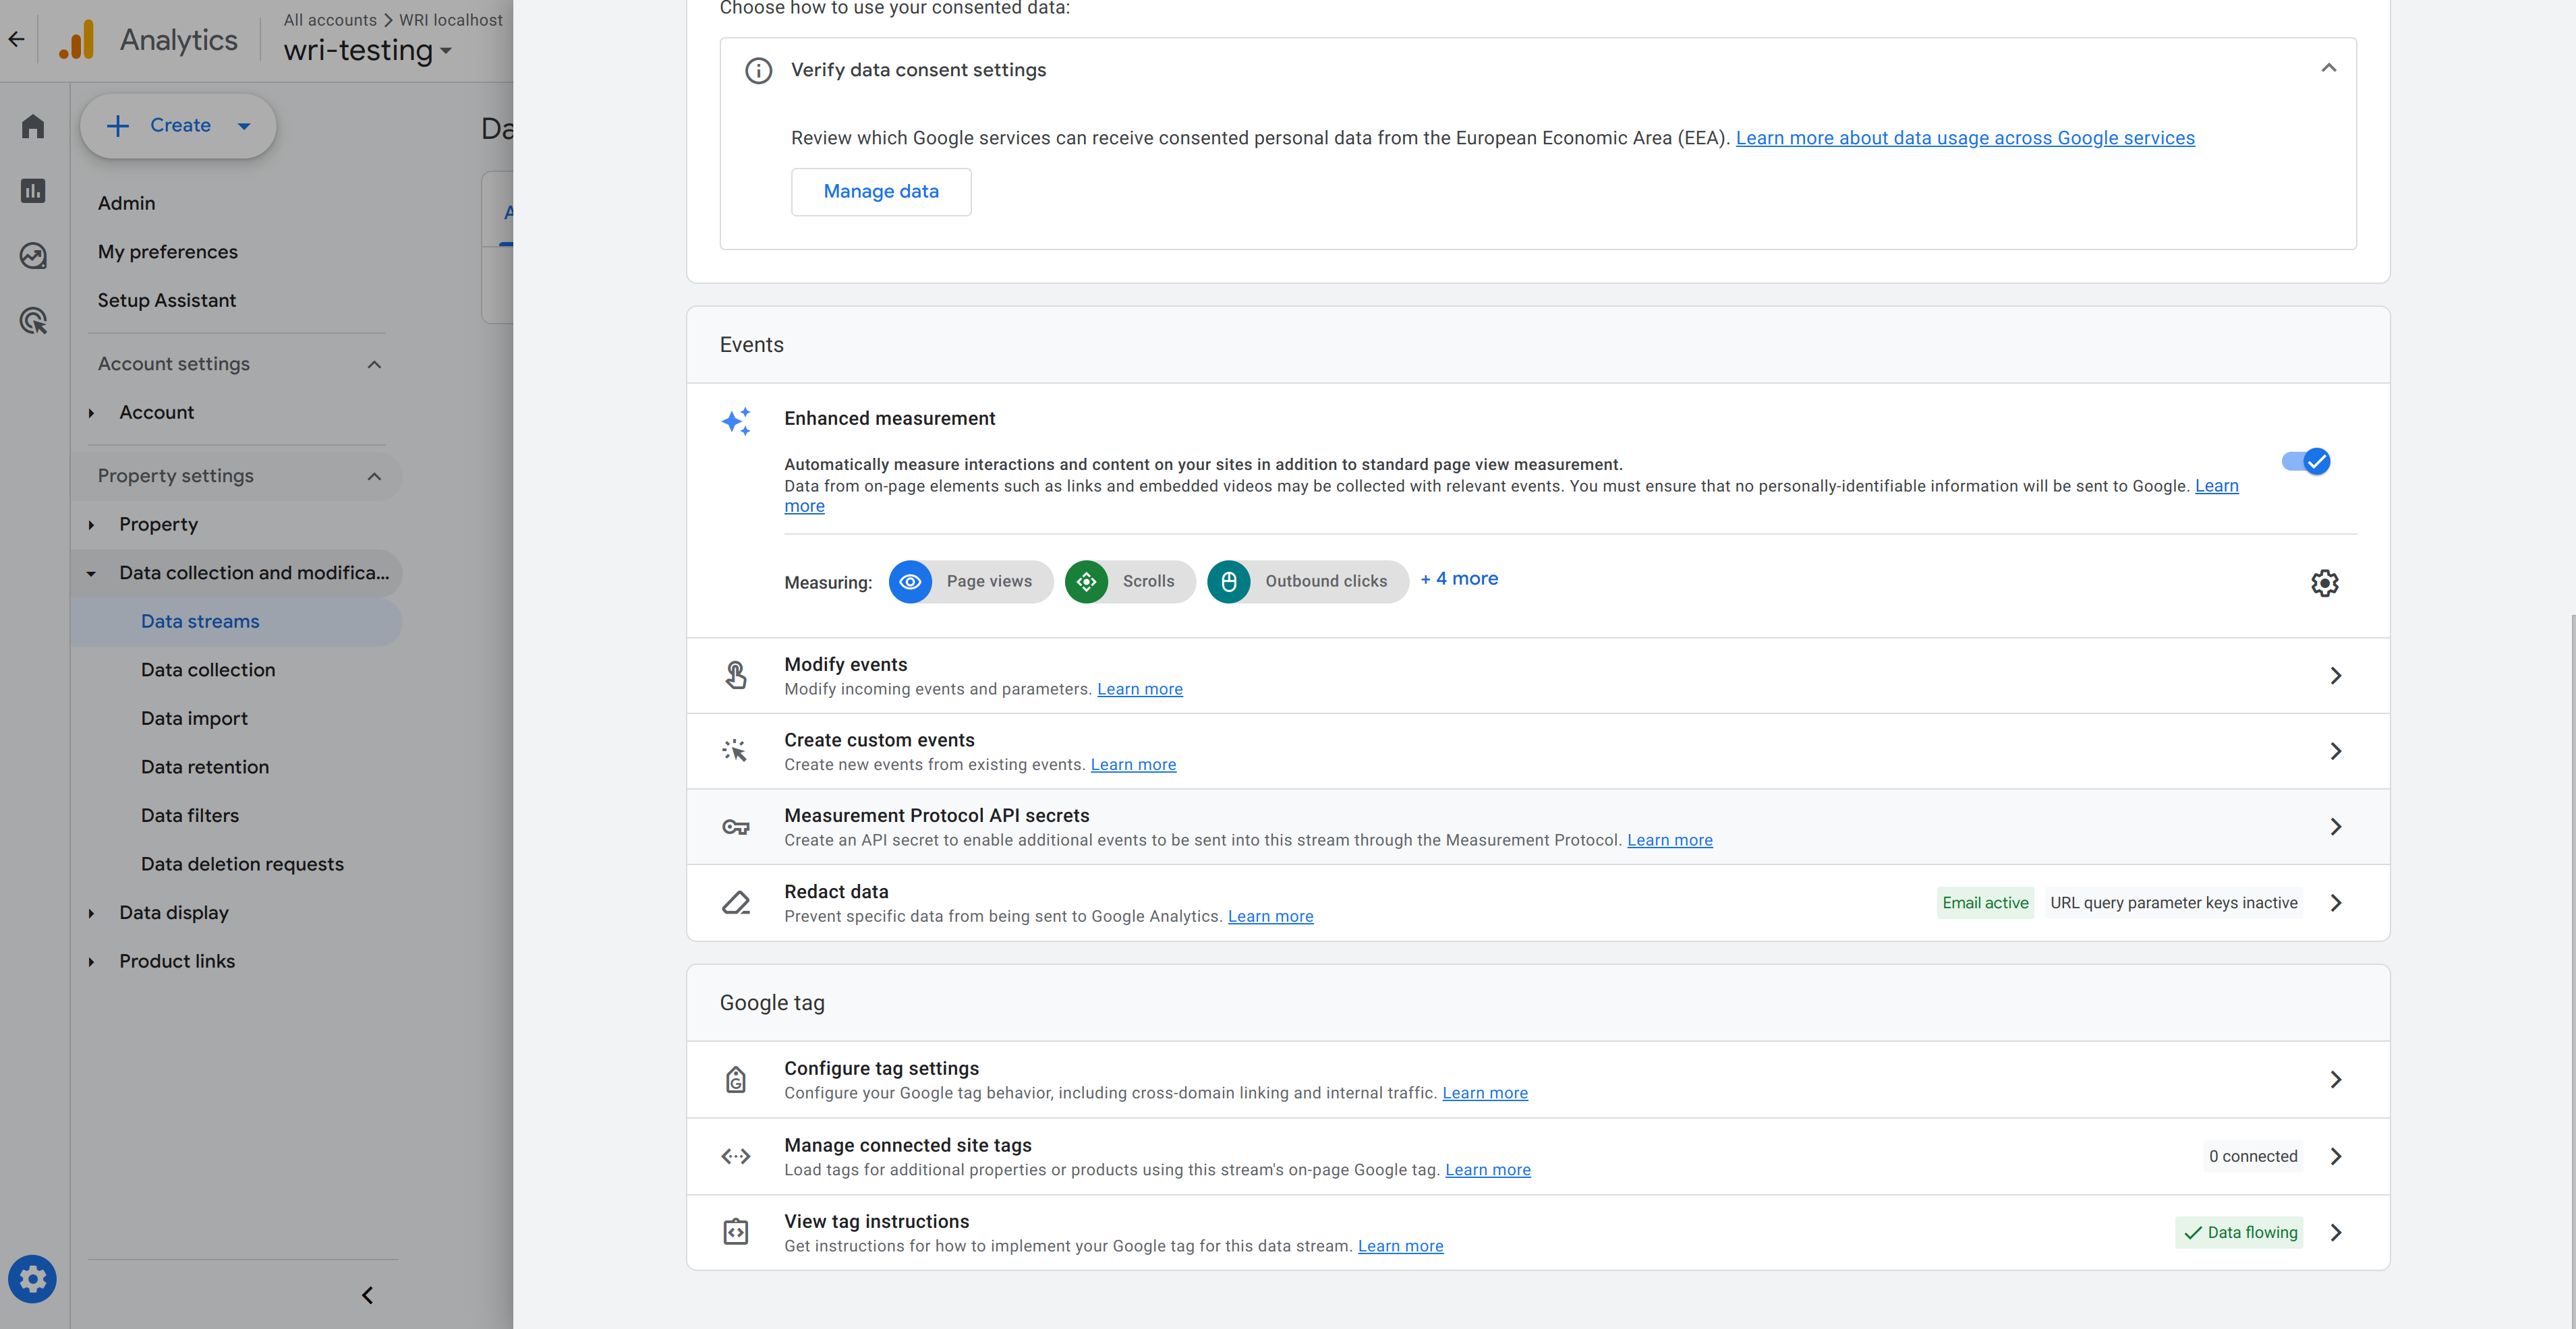 All accounts > WRI localhost
Analytics
wri-testing
Create
Admin
My preferences
Setup Assistant
Account settings
Account
Property settings
Property
Data collection and modifica...
Data streams
Data collection
Data import
Data retention
Data filters
Data deletion requests
Data display
Product links
Da
A
Choose how to use your consented data:
Verify data consent settings
Review which Google services can receive consented personal data from the European Economic Area (EEA). Learn more about data usage across Google services
Manage data
Events
Enhanced measurement
Automatically measure interactions and content on your sites in addition to standard page view measurement.
Data from on-page elements such as links and embedded videos may be collected with relevant events. You must ensure that no personally-identifiable information will be sent to Google. Learn
more
Measuring: Page views Scrolls Outbound clicks + 4 more
Modify events
Modify incoming events and parameters. Learn more
Create custom events
Create new events from existing events. Learn more
Measurement Protocol API secrets
Create an API secret to enable additional events to be sent into this stream through the Measurement Protocol. Learn more
Redact data
Prevent specific data from being sent to Google Analytics. Learn more
Email active URL query parameter keys inactive
Google tag
Configure tag settings
Configure your Google tag behavior, including cross-domain linking and internal traffic. Learn more
Manage connected site tags
Load tags for additional properties or products using this stream's on-page Google tag. Learn more
0 connected
View tag instructions
Get instructions for how to implement your Google tag for this data stream. Learn more
Data flowing